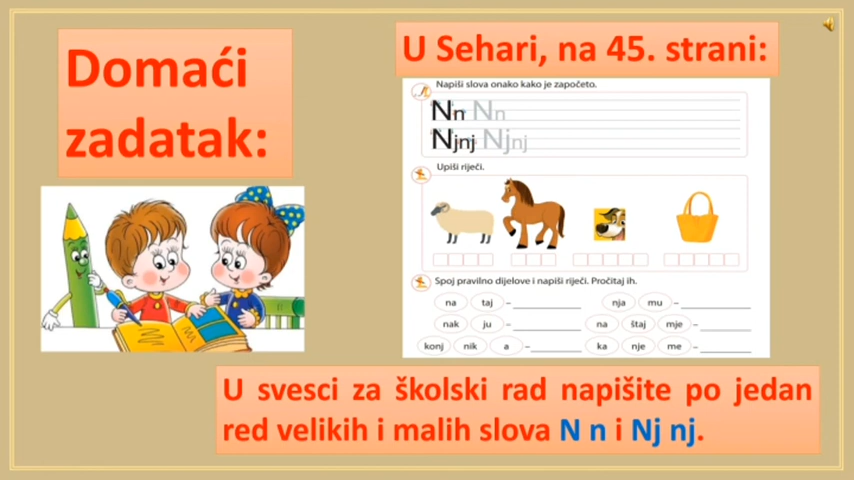 Domaći
zadatak:
U Sehari, na 45. strani:
Napiši slova onako kako je započeto.
Nn Nn
Njnj Njnj
Upiši riječi.
Spoj pravilno dijelove i napiši riječi. Pročitaj ih.
na taj – nja mu –
nak ju – na štaj mje –
konj nik a – ka nje me –
U svesci za školski rad napišite po jedan
red velikih i malih slova N n i Nj nj.